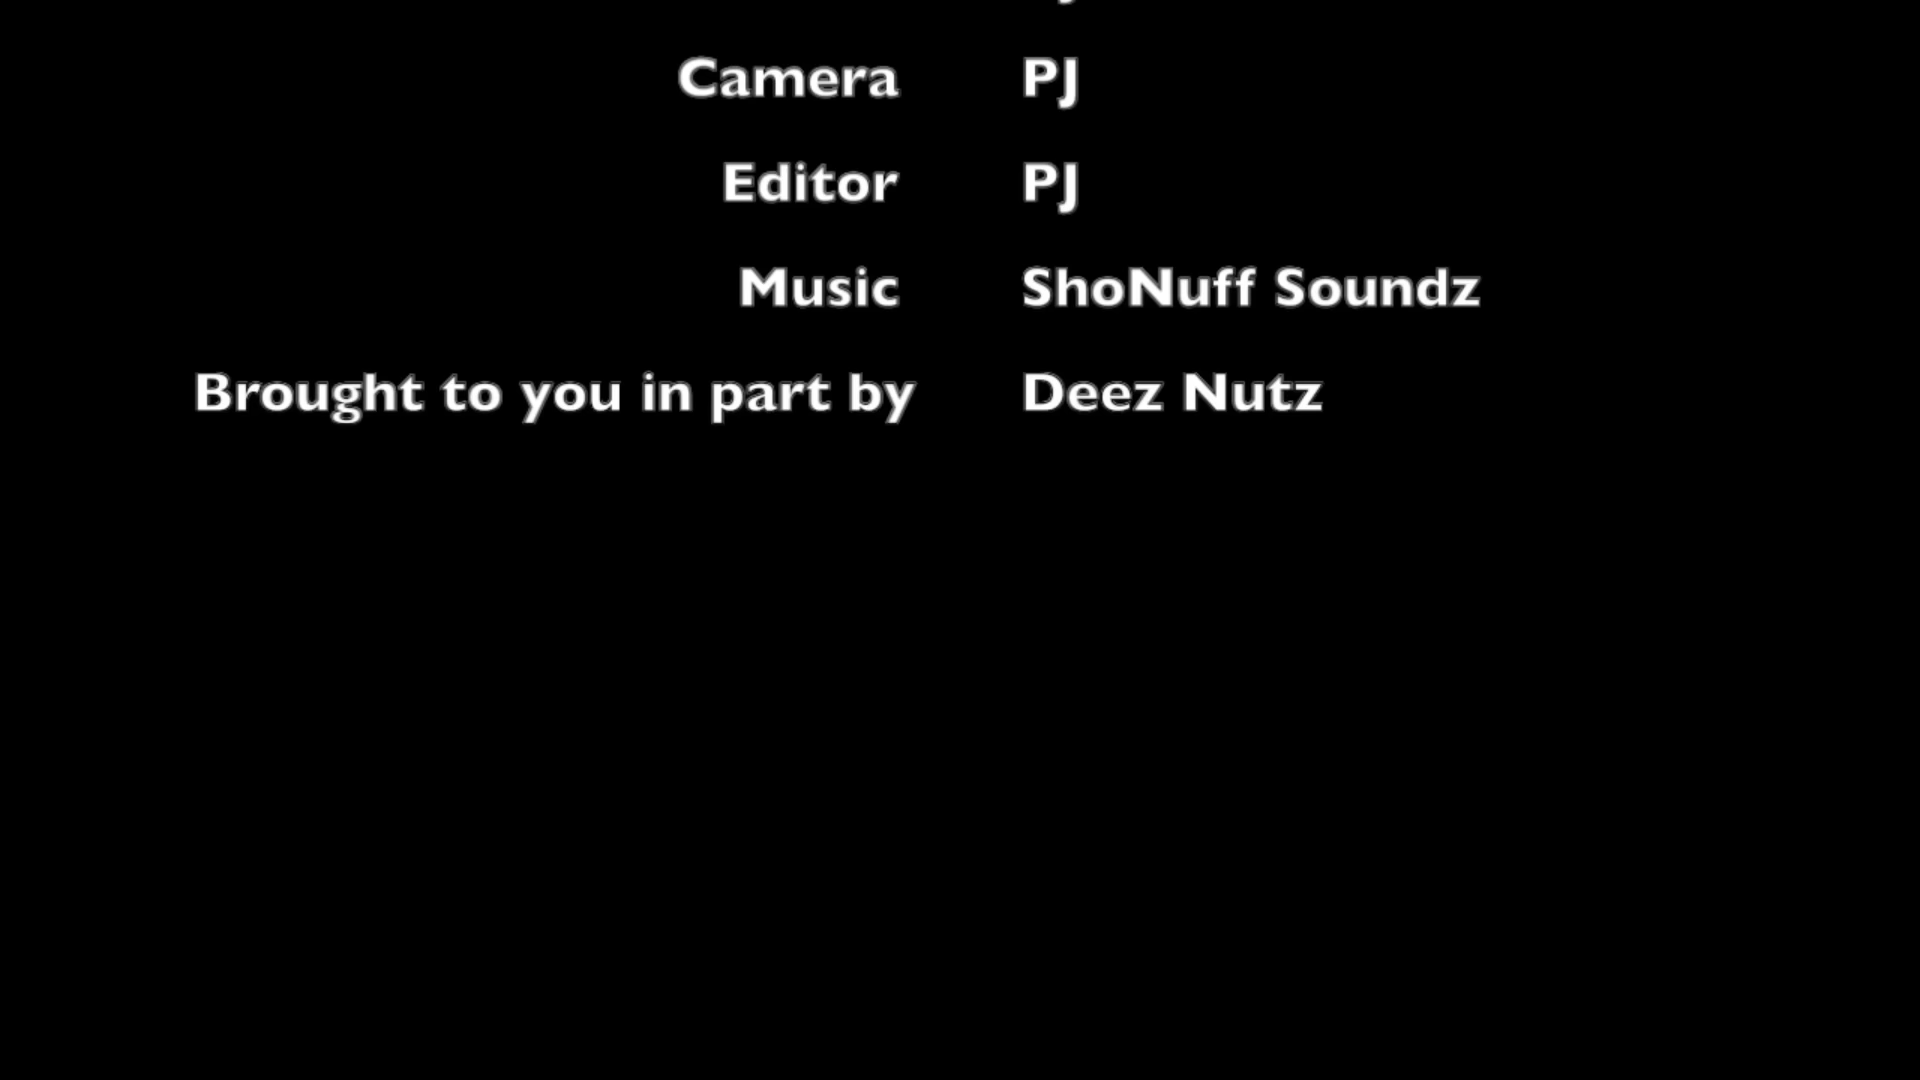 Camera PJ
Editor PJ
Music ShoNuff Soundz
Brought to you in part by Deez Nutz